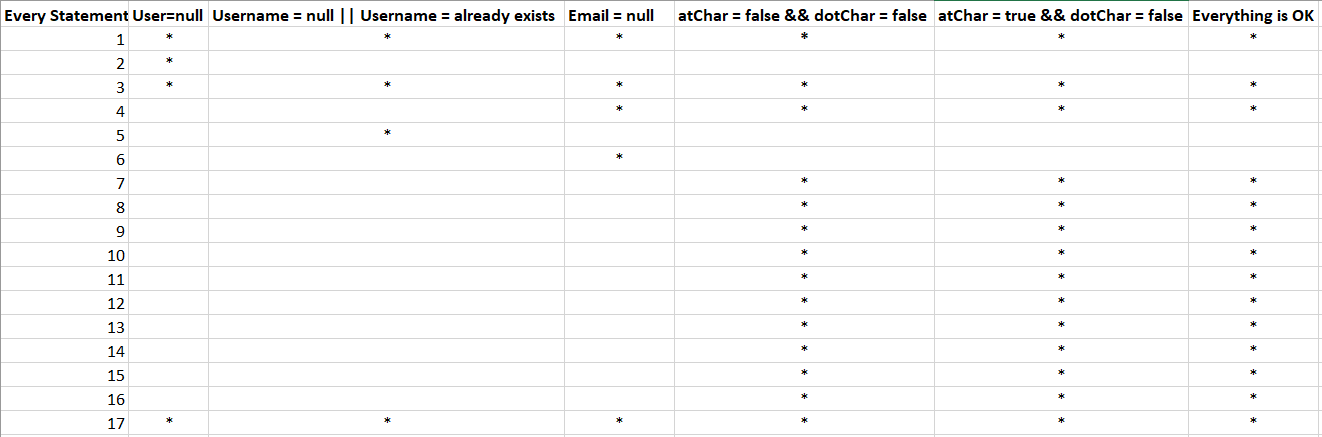 Every Statement User=null Username = null || Username = already exists Email = null atChar = false && dotChar = false atChar = true && dotChar = false Everything is OK
1 * * * * * *
2 *
3 * * * * * *
4 * * * *
5 *
6 *
7 * * *
8 * * *
9 * * *
10 * * *
11 * * *
12 * * *
13 * * *
14 * * *
15 * * *
16 * * *
17 * * * * * *